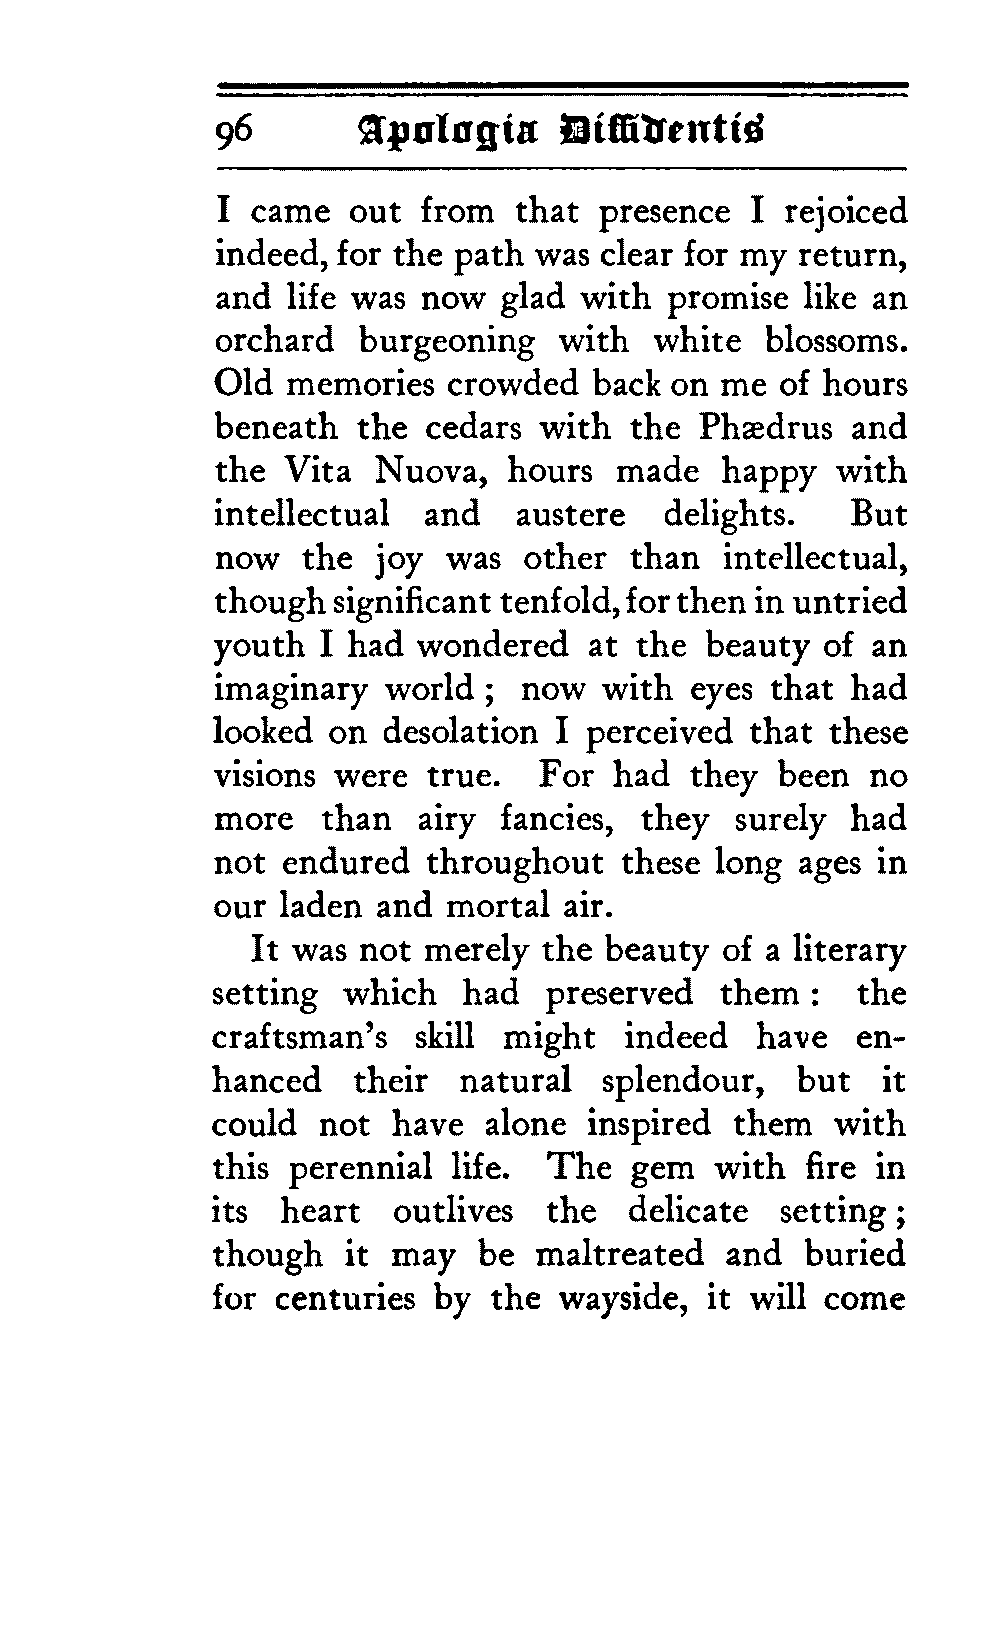 96 Apologia Diffidentis
I came out from that presence I rejoiced
indeed, for the path was clear for my return,
and life was now glad with promise like an
orchard burgeoning with white blossoms.
Old memories crowded back on me of hours
beneath the cedars with the Phædrus and
the Vita Nuova, hours made happy with
intellectual and austere delights. But
now the joy was other than intellectual,
though significant tenfold, for then in untried
youth I had wondered at the beauty of an
imaginary world ; now with eyes that had
looked on desolation I perceived that these
visions were true. For had they been no
more than airy fancies, they surely had
not endured throughout these long ages in
our laden and mortal air.
It was not merely the beauty of a literary
setting which had preserved them : the
craftsman's skill might indeed have en-
hanced their natural splendour, but it
could not have alone inspired them with
this perennial life. The gem with fire in
its heart outlives the delicate setting ;
though it may be maltreated and buried
for centuries by the wayside, it will come